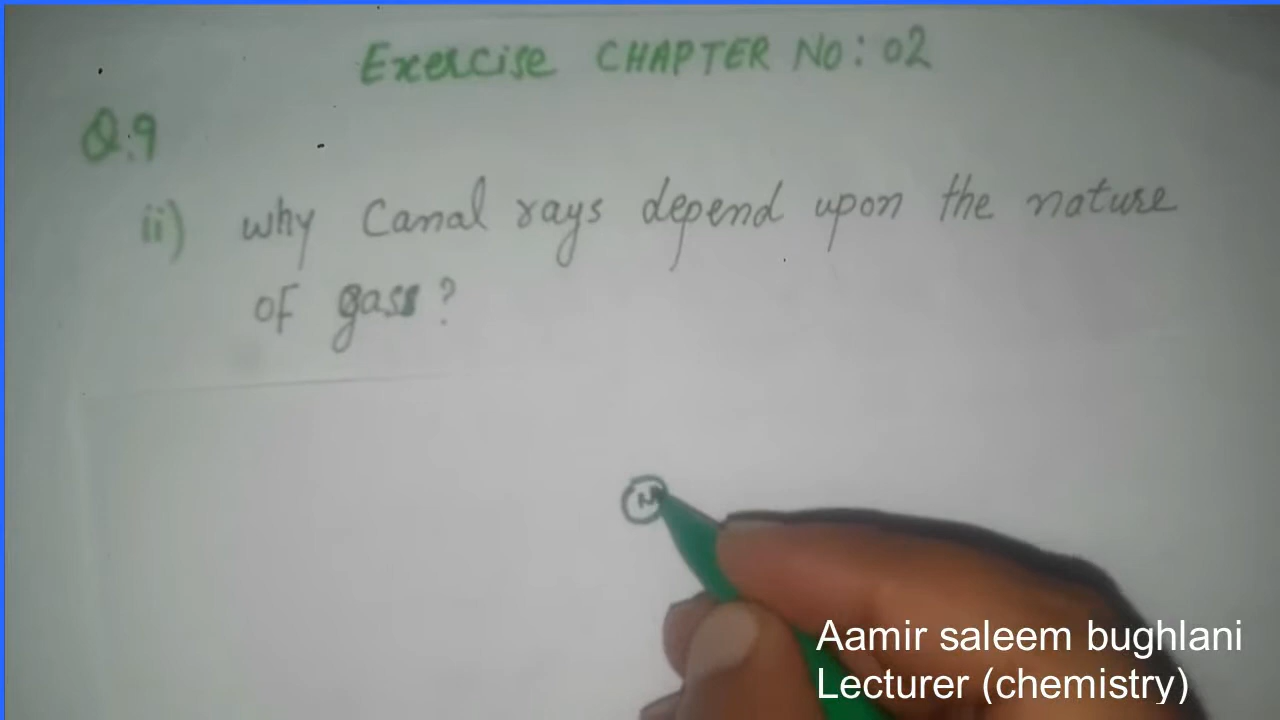 Exercise CHAPTER NO: 02
Q.9
ii) why Canal rays depend upon the nature
of gas?
N
Aamir saleem bughlani
Lecturer (chemistry)